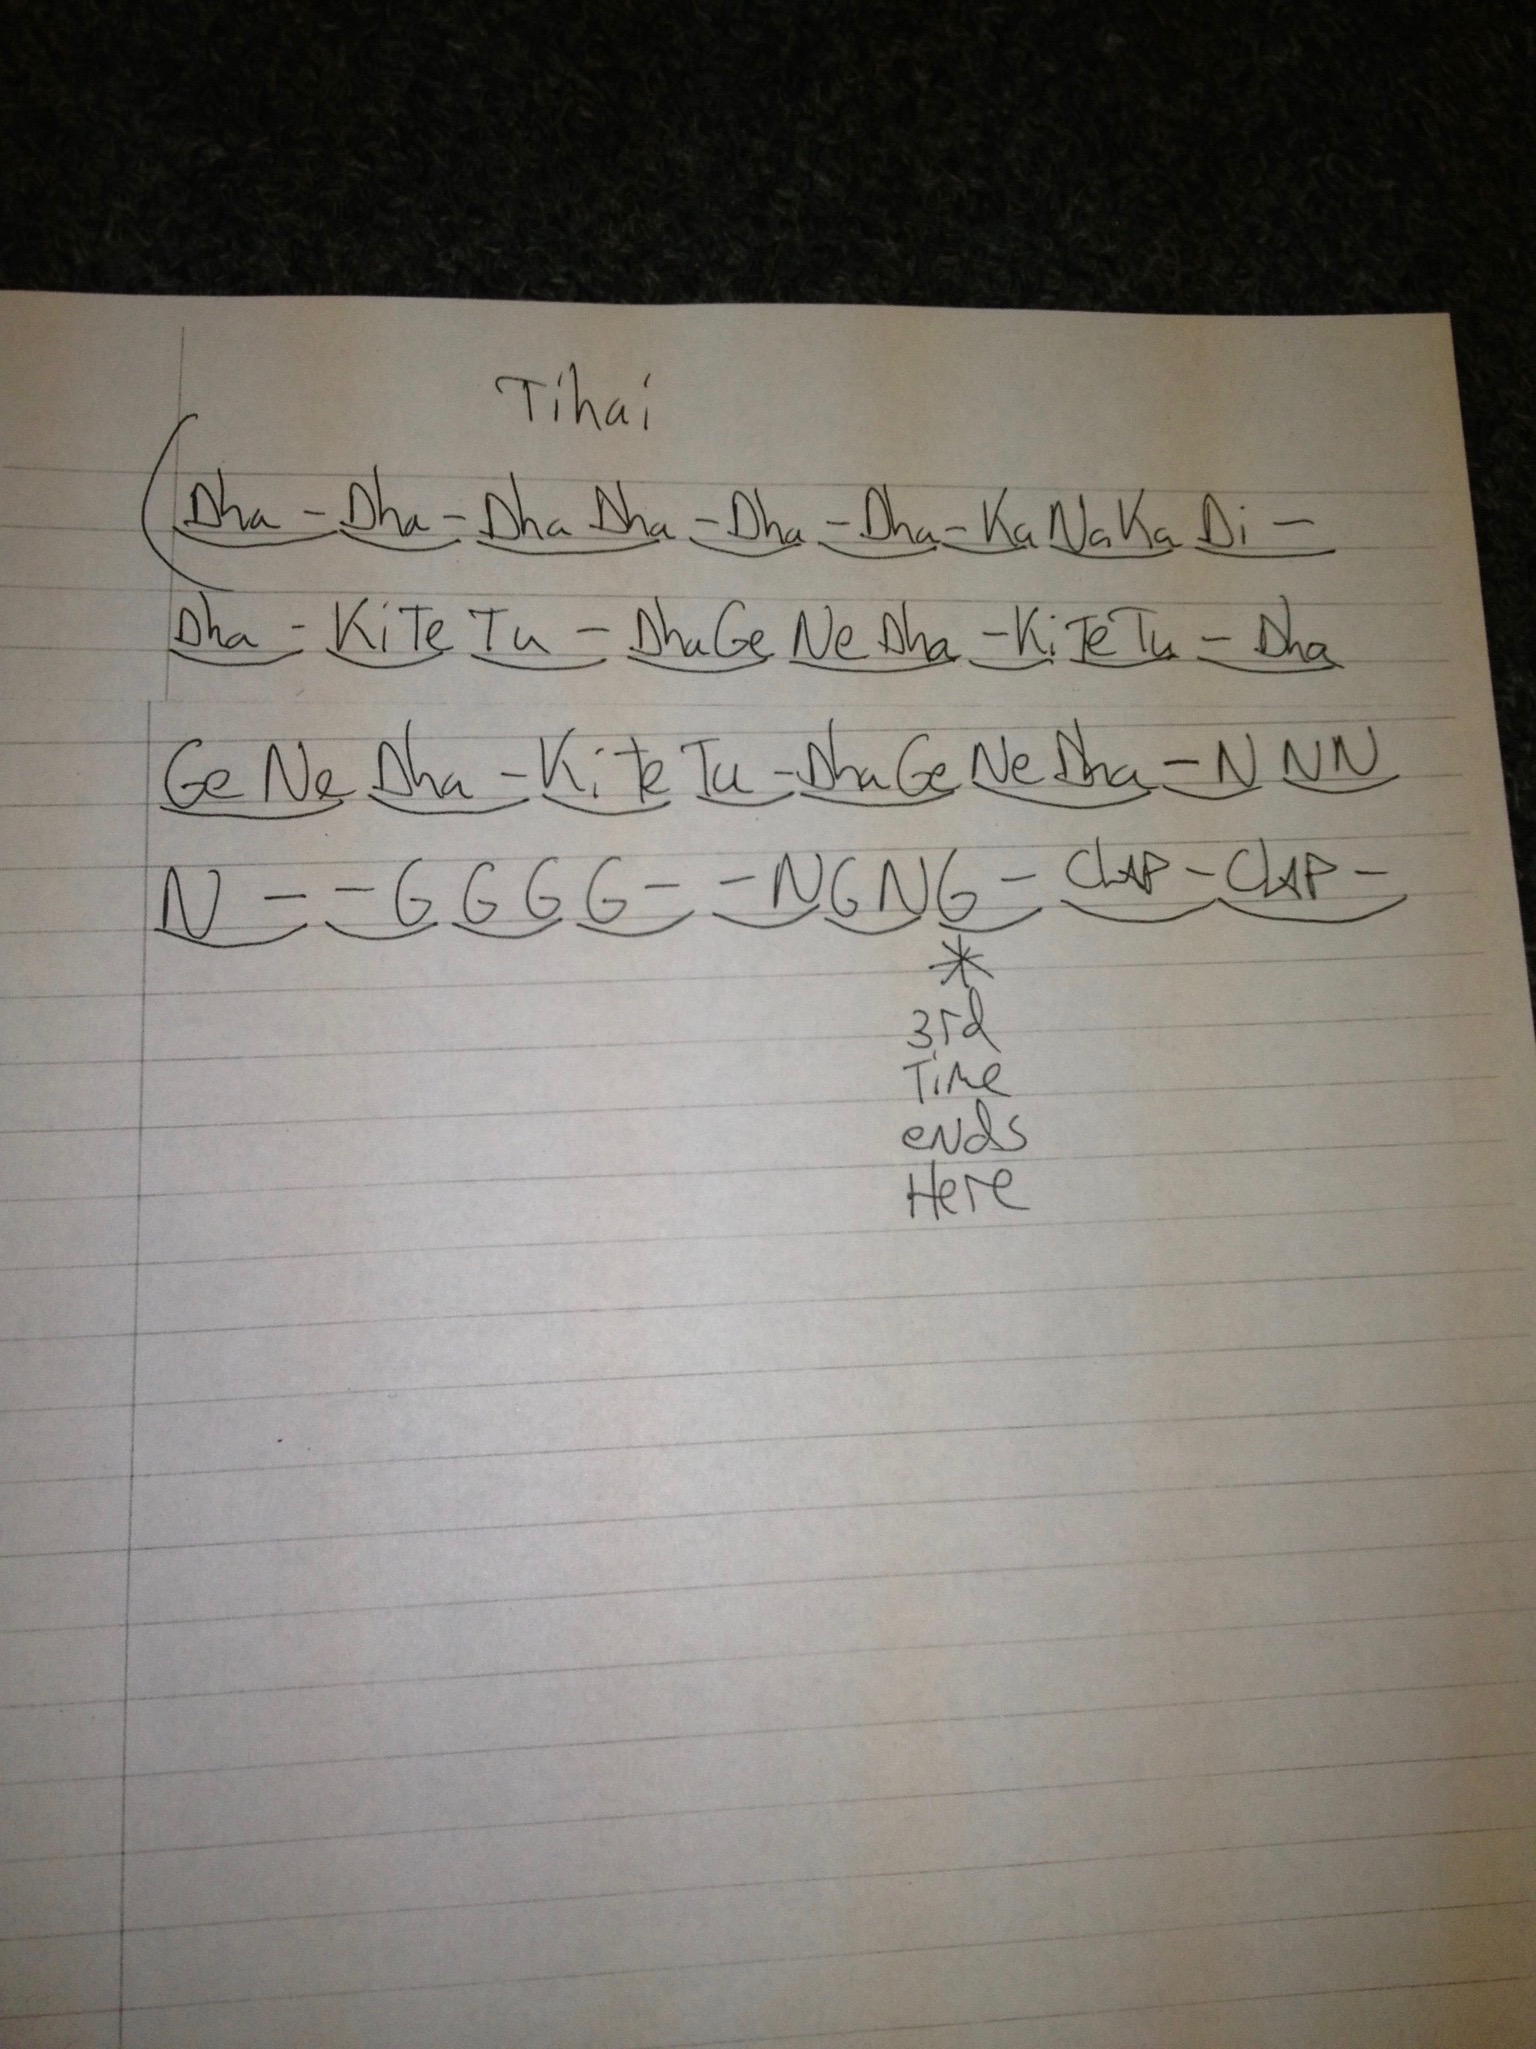 Tihai
(Dha - Dha - Dha Dha - Dha - Dha - Ka Na Ka Di -
Dha - Ki Te Tu - Dha Ge Ne Dha - Ki Te Tu - Dha
Ge Ne Dha - Ki Te Tu - Dha Ge Ne Dha - N N N
N - - G G G G - - N G N G - CLAP - CLAP -
*
3rd
Time
ends
Here